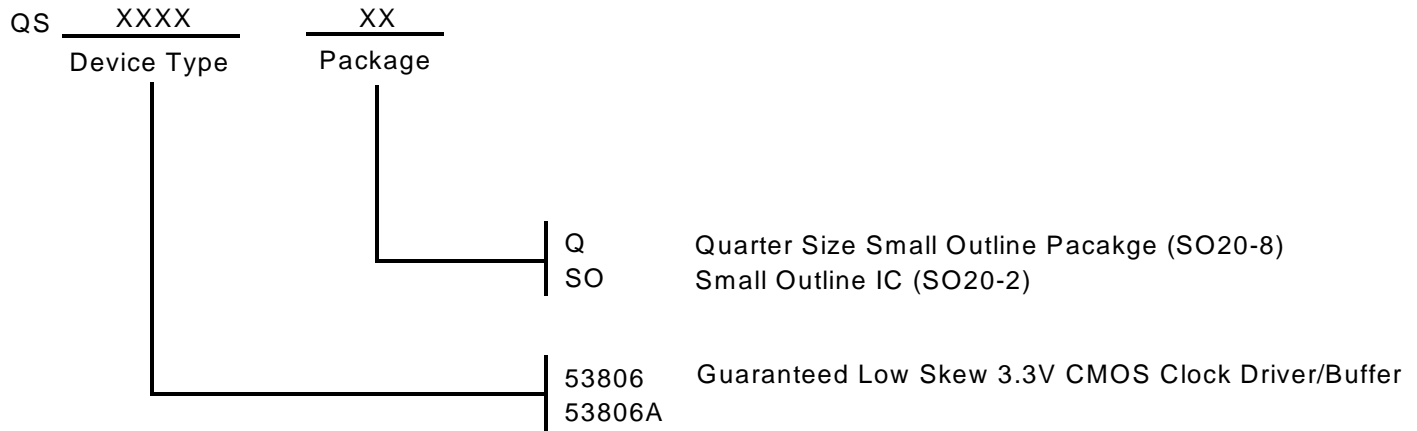 QS XXXX XX
Device Type Package
Q Quarter Size Small Outline Pacakge (SO20-8)
SO Small Outline IC (SO20-2)
53806 Guaranteed Low Skew 3.3V CMOS Clock Driver/Buffer
53806A